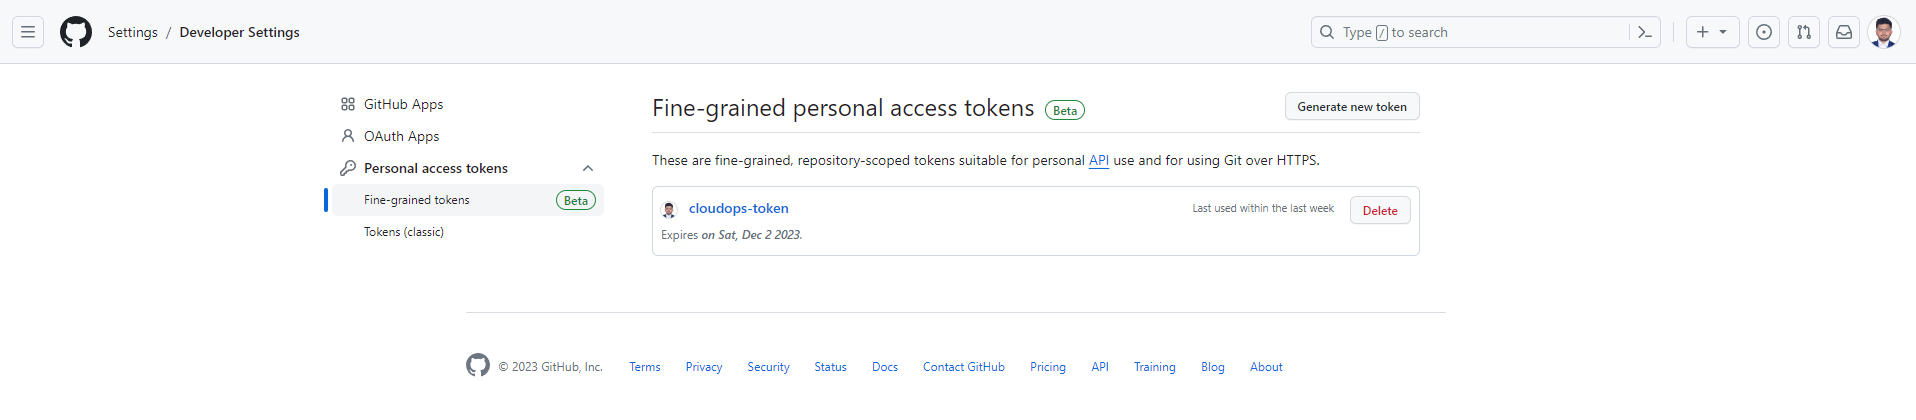 Settings / Developer Settings
Type / to search
GitHub Apps
OAuth Apps
Personal access tokens
Fine-grained tokens Beta
Tokens (classic)
Fine-grained personal access tokens Beta
Generate new token
These are fine-grained, repository-scoped tokens suitable for personal API use and for using Git over HTTPS.
cloudops-token
Last used within the last week
Delete
Expires on Sat, Dec 2 2023.
© 2023 GitHub, Inc. Terms Privacy Security Status Docs Contact GitHub Pricing API Training Blog About